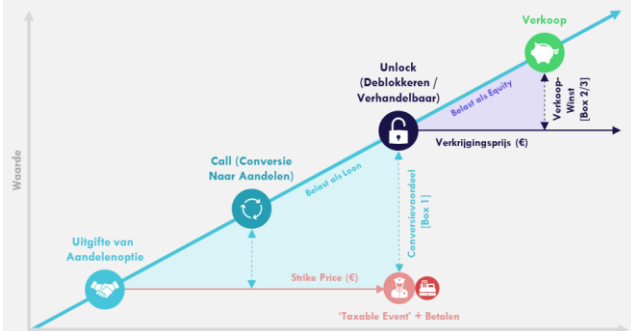 Verkoop
Unlock
(Deblokkeren /
Verhandelbaar)
Belast als Equity
Verkoop-
Winst
[Box 2/3]
Verkrijgingsprijs (€)
Call (Conversie
Naar Aandelen)
Belast als Loon
Conversievoordeel
[Box 1]
Waarde
Uitgifte van
Aandelenoptie
Strike Price (€)
'Taxable Event' + Betalen